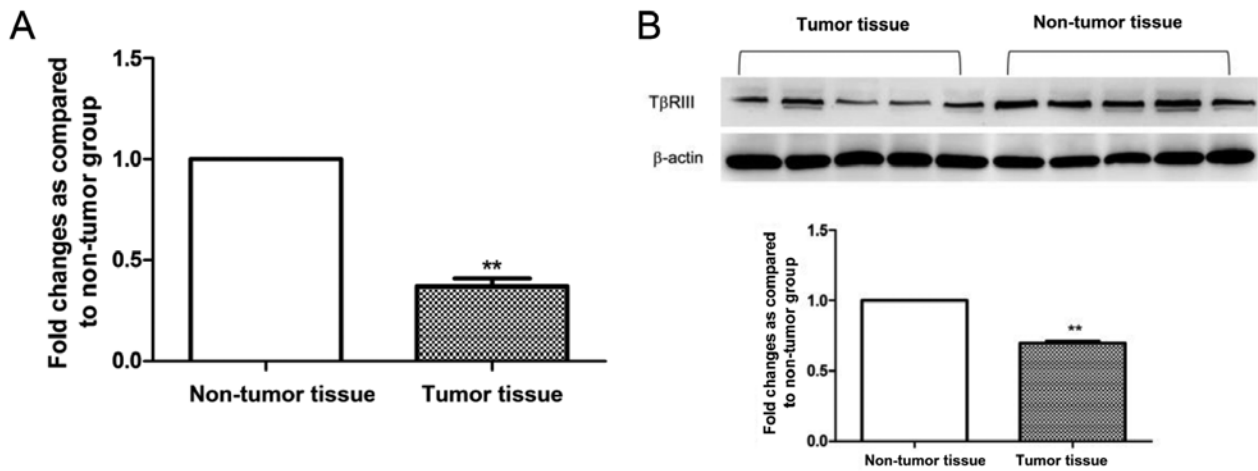 A
Fold changes as compared
to non-tumor group
1.5
1.0
0.5
0.0
**
Non-tumor tissue Tumor tissue
B
Tumor tissue Non-tumor tissue
TβRIII
β-actin
Fold changes as compared
to non-tumor group
1.5
1.0
0.5
0.0
**
Non-tumor tissue Tumor tissue